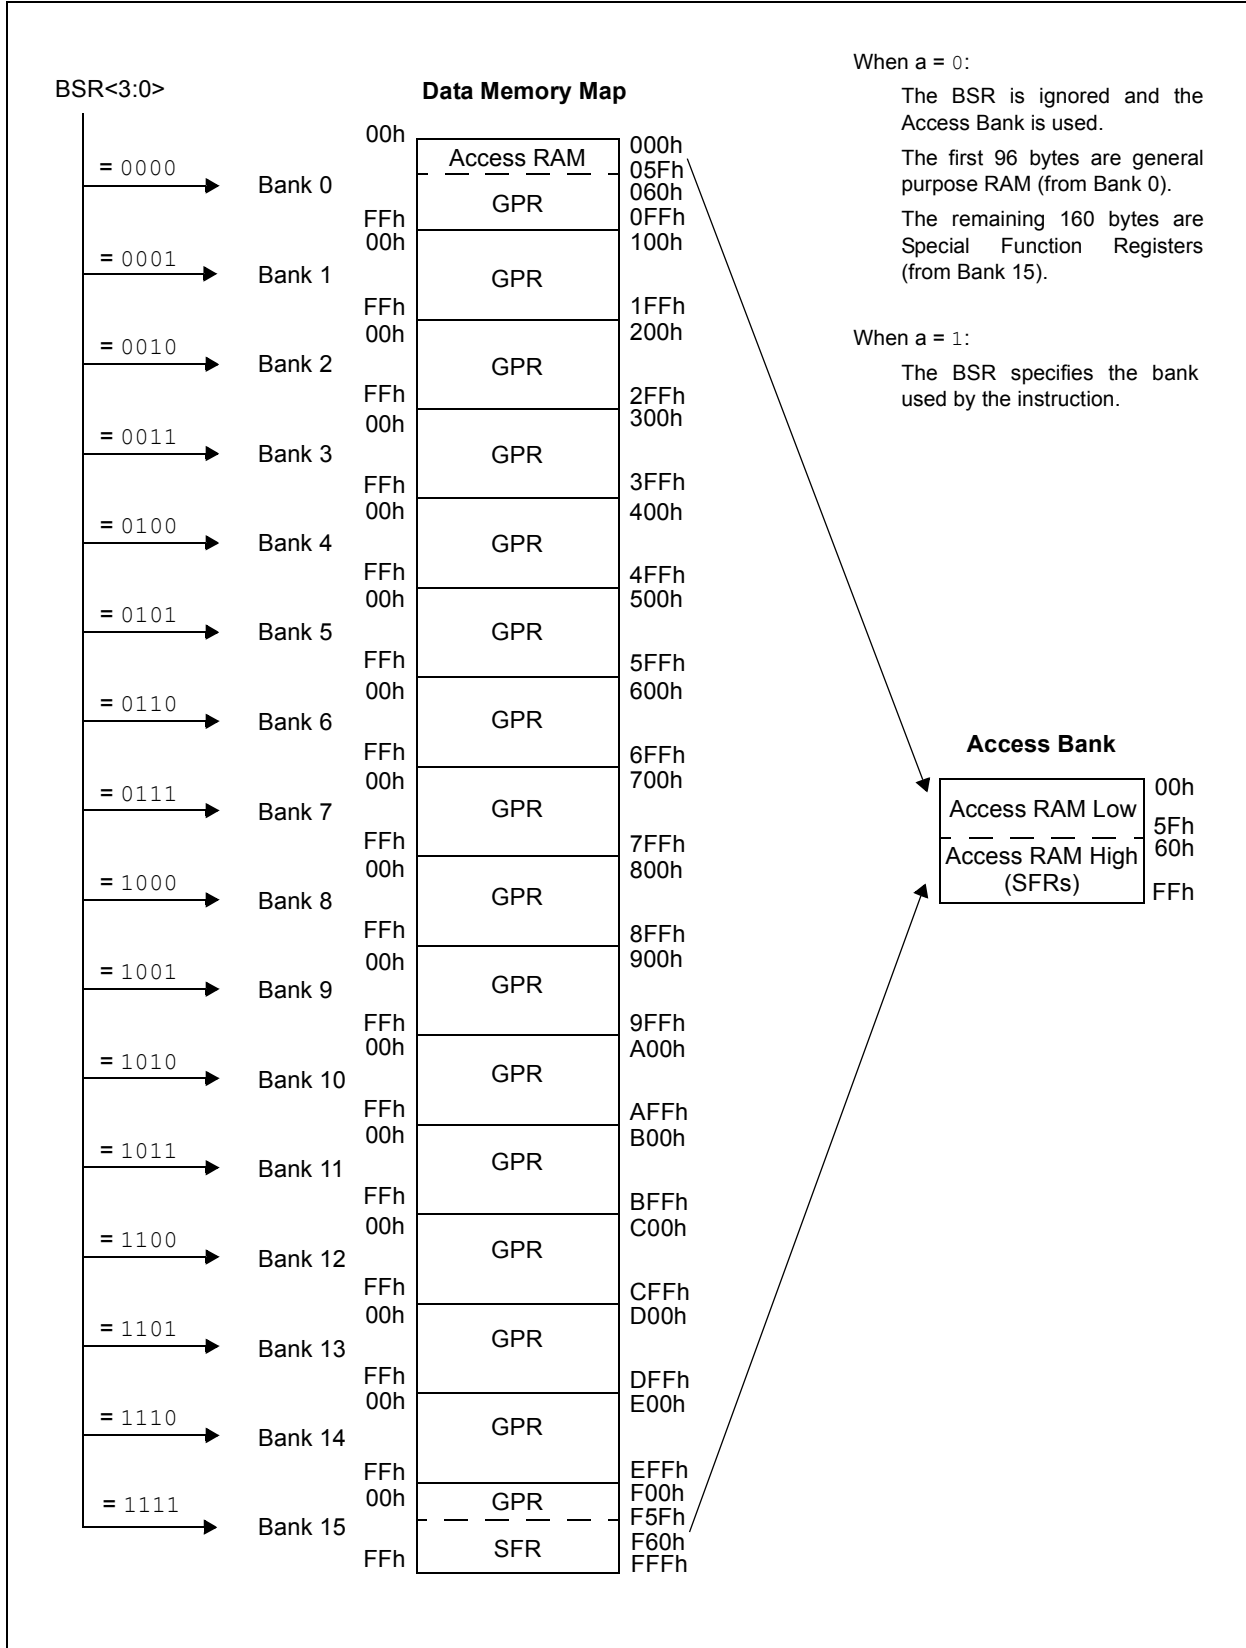 BSR<3:0>
Data Memory Map
When a = 0:
The BSR is ignored and the
Access Bank is used.
The first 96 bytes are general
purpose RAM (from Bank 0).
The remaining 160 bytes are
Special Function Registers
(from Bank 15).
When a = 1:
The BSR specifies the bank
used by the instruction.
= 0000
Bank 0
00h
Access RAM
000h
05Fh
GPR
060h
FFh
0FFh
= 0001
Bank 1
00h
GPR
100h
FFh
1FFh
= 0010
Bank 2
00h
GPR
200h
FFh
2FFh
= 0011
Bank 3
00h
GPR
300h
FFh
3FFh
= 0100
Bank 4
00h
GPR
400h
FFh
4FFh
= 0101
Bank 5
00h
GPR
500h
FFh
5FFh
= 0110
Bank 6
00h
GPR
600h
FFh
6FFh
= 0111
Bank 7
00h
GPR
700h
FFh
7FFh
= 1000
Bank 8
00h
GPR
800h
FFh
8FFh
= 1001
Bank 9
00h
GPR
900h
FFh
9FFh
= 1010
Bank 10
00h
GPR
A00h
FFh
AFFh
= 1011
Bank 11
00h
GPR
B00h
FFh
BFFh
= 1100
Bank 12
00h
GPR
C00h
FFh
CFFh
= 1101
Bank 13
00h
GPR
D00h
FFh
DFFh
= 1110
Bank 14
00h
GPR
E00h
FFh
EFFh
= 1111
Bank 15
00h
GPR
F00h
F5Fh
SFR
F60h
FFh
FFFh
Access Bank
Access RAM Low
00h
5Fh
Access RAM High
(SFRs)
60h
FFh